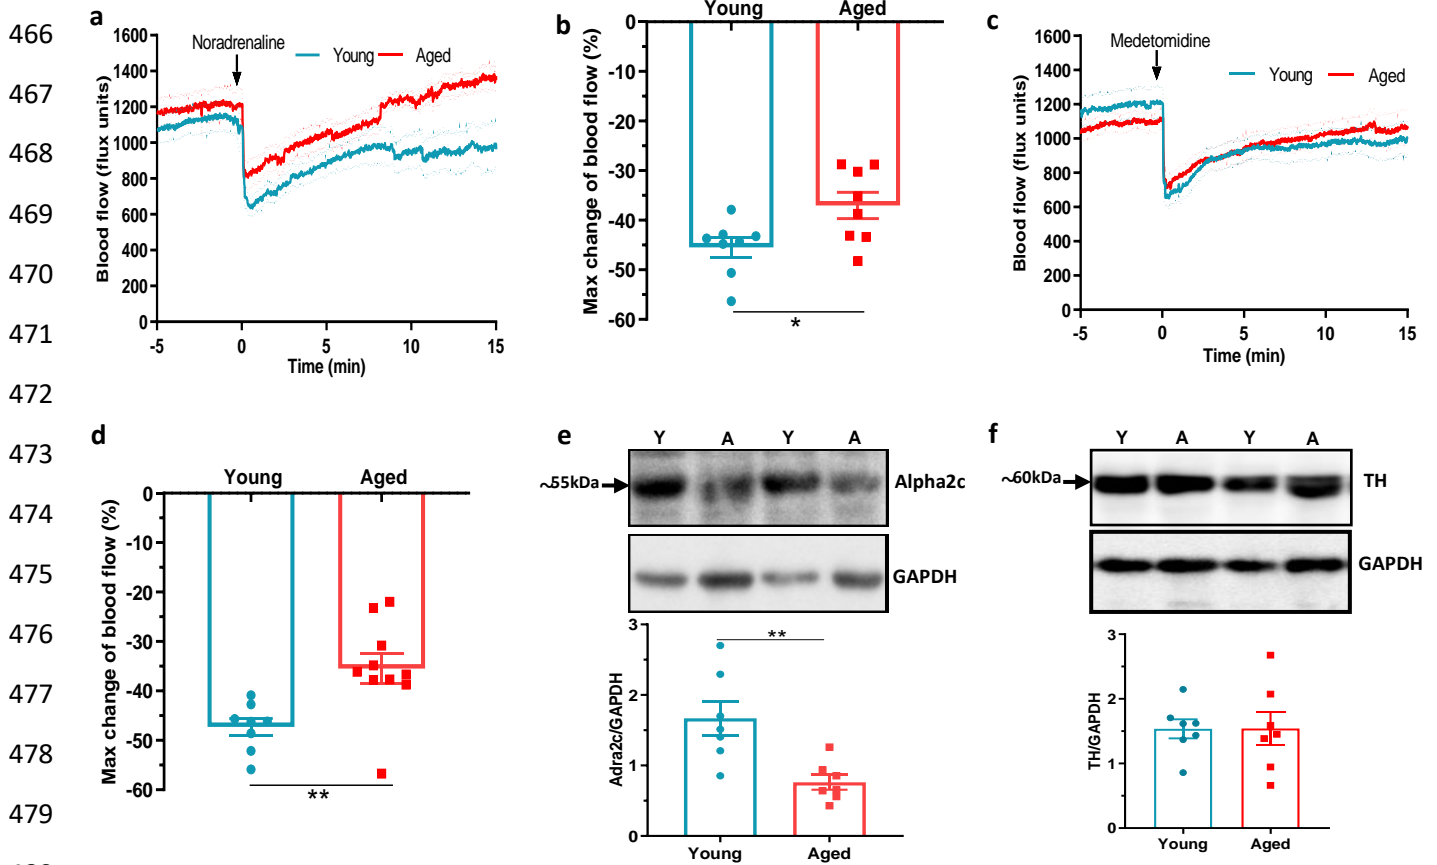 466
467
468
469
470
471
472
473
474
475
476
477
478
479
a
1600
1400
1200
1000
800
600
400
200
0
Blood flow (flux units)
Noradrenaline
Young
Aged
-5
0
5
10
15
Time (min)
b
Young
Aged
0
-10
-20
-30
-40
-50
-60
Max change of blood flow (%)
*
c
1600
1400
1200
1000
800
600
400
200
0
Blood flow (flux units)
Medetomidine
Young
Aged
-5
0
5
10
15
Time (min)
d
Young
Aged
0
-10
-20
-30
-40
-50
-60
Max change of blood flow (%)
**
e
Y A Y A
~55kDa
Alpha2c
GAPDH
3
2
1
0
Adra2c/GAPDH
**
Young
Aged
f
Y A Y A
~60kDa
TH
GAPDH
3
2
1
0
TH/GAPDH
Young
Aged